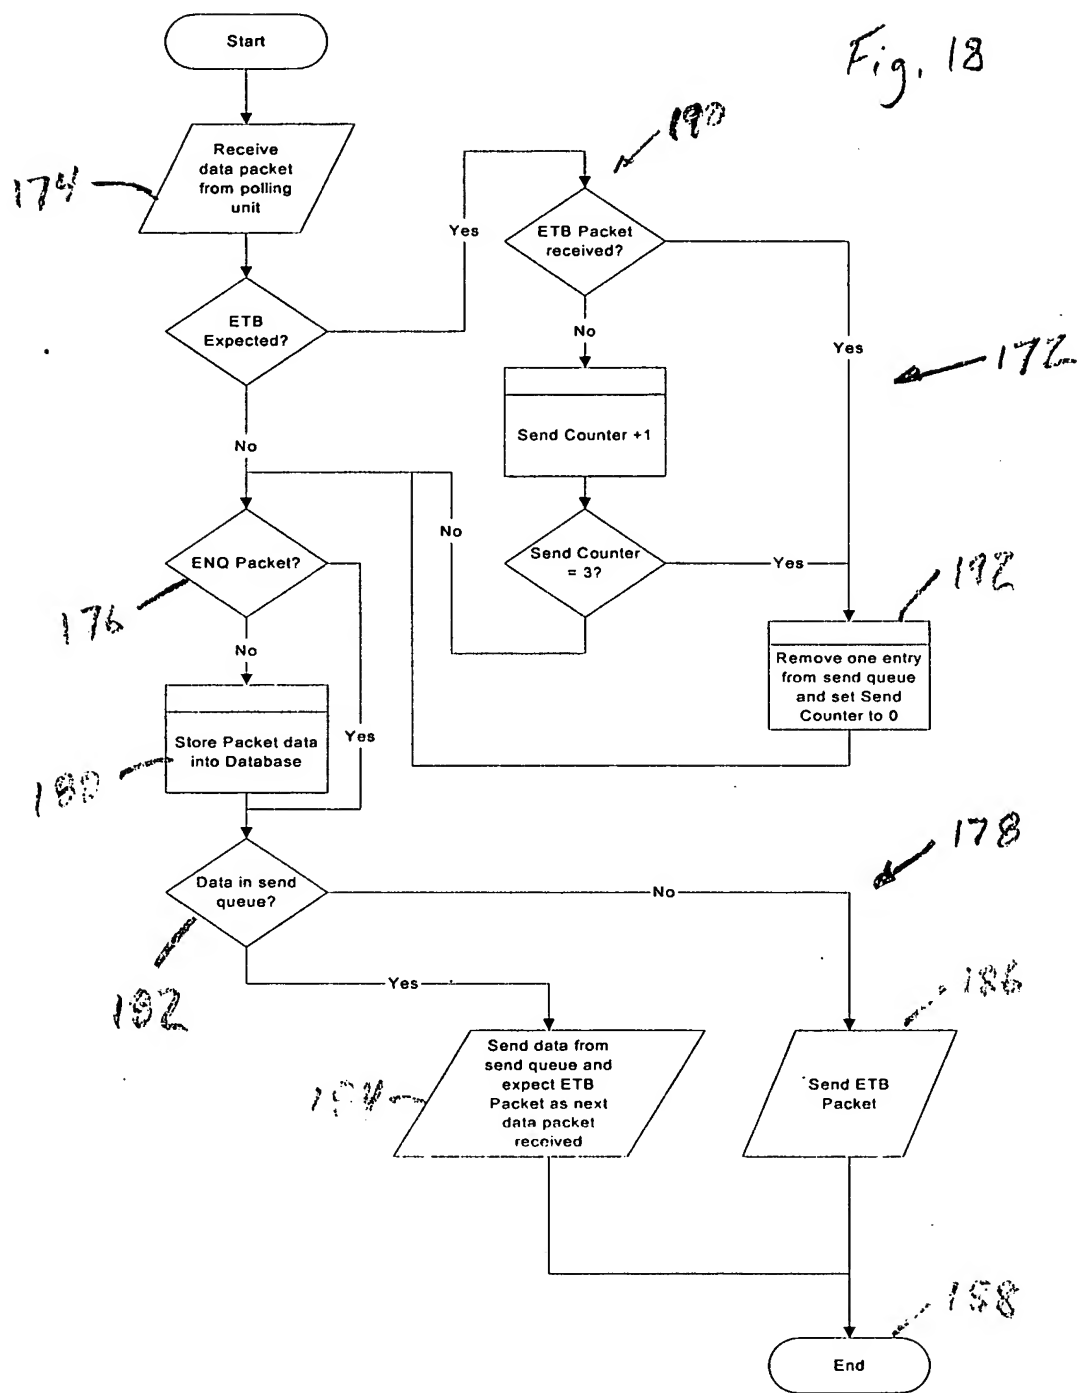 Start
Fig. 18
Receive
data packet
from polling
unit
174
190
Yes
ETB Packet
received?
ETB
Expected?
No
Yes
172
Send Counter +1
No
No
ENQ Packet?
Send Counter
= 3?
Yes
192
176
No
Remove one entry
from send queue
and set Send
Counter to 0
Store Packet data
into Database
Yes
180
178
Data in send
queue?
No
182
Yes
186
Send data from
send queue and
expect ETB
Packet as next
data packet
received
184
Send ETB
Packet
188
End